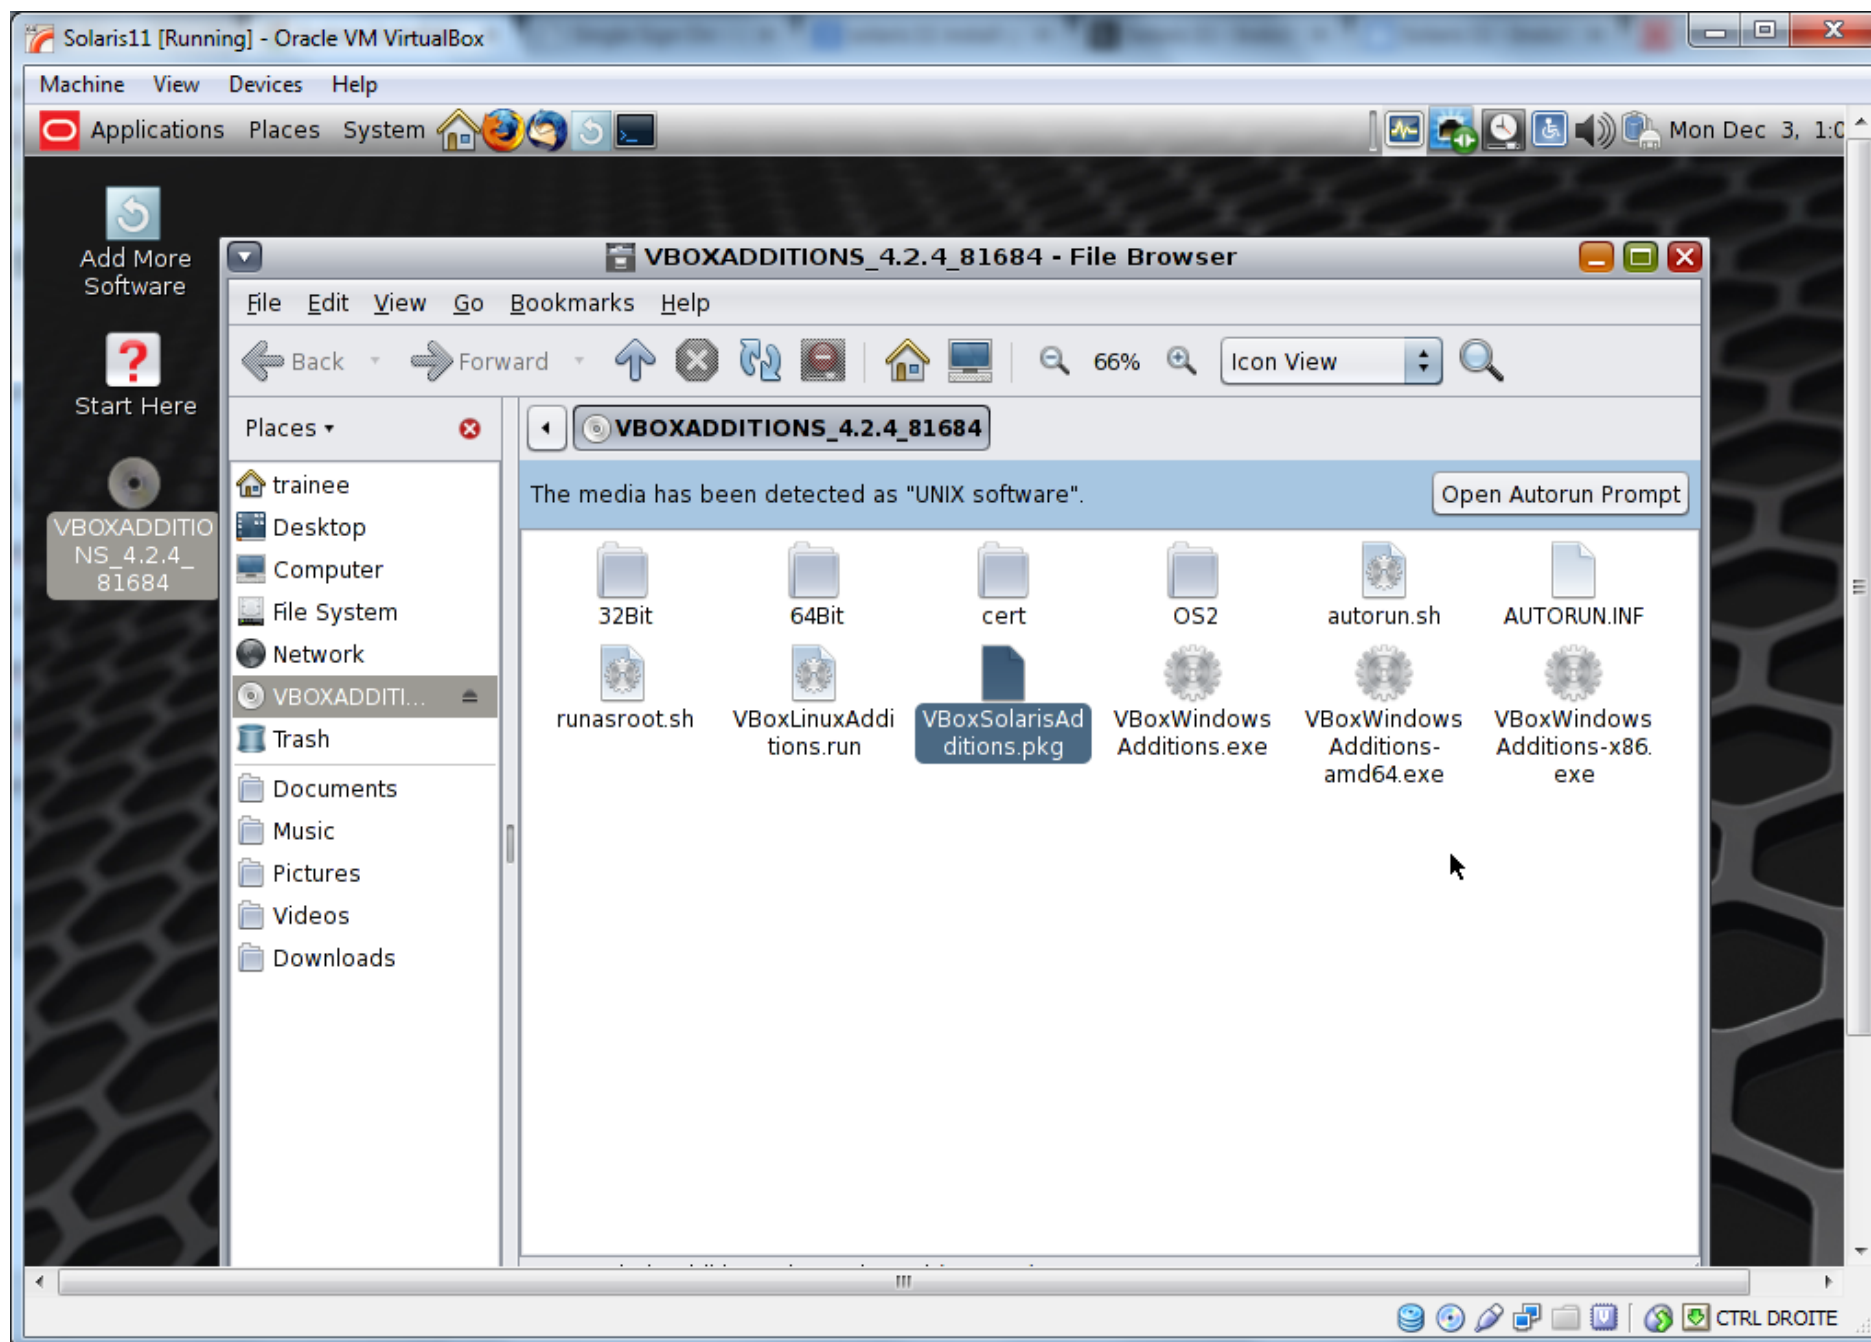 Solaris11 [Running] - Oracle VM VirtualBox
Machine View Devices Help
Applications Places System
Mon Dec 3, 1:0
Add More
Software
Start Here
VBOXADDITIO
NS_4.2.4_
81684
VBOXADDITIONS_4.2.4_81684 - File Browser
File Edit View Go Bookmarks Help
Back Forward 66% Icon View
Places
VBOXADDITIONS_4.2.4_81684
trainee
Desktop
Computer
File System
Network
VBOXADDITI...
Trash
Documents
Music
Pictures
Videos
Downloads
The media has been detected as "UNIX software". Open Autorun Prompt
32Bit
64Bit
cert
OS2
autorun.sh
AUTORUN.INF
runasroot.sh
VBoxLinuxAddi
tions.run
VBoxSolarisAd
ditions.pkg
VBoxWindows
Additions.exe
VBoxWindows
Additions-
amd64.exe
VBoxWindows
Additions-x86.
exe
CTRL DROITE